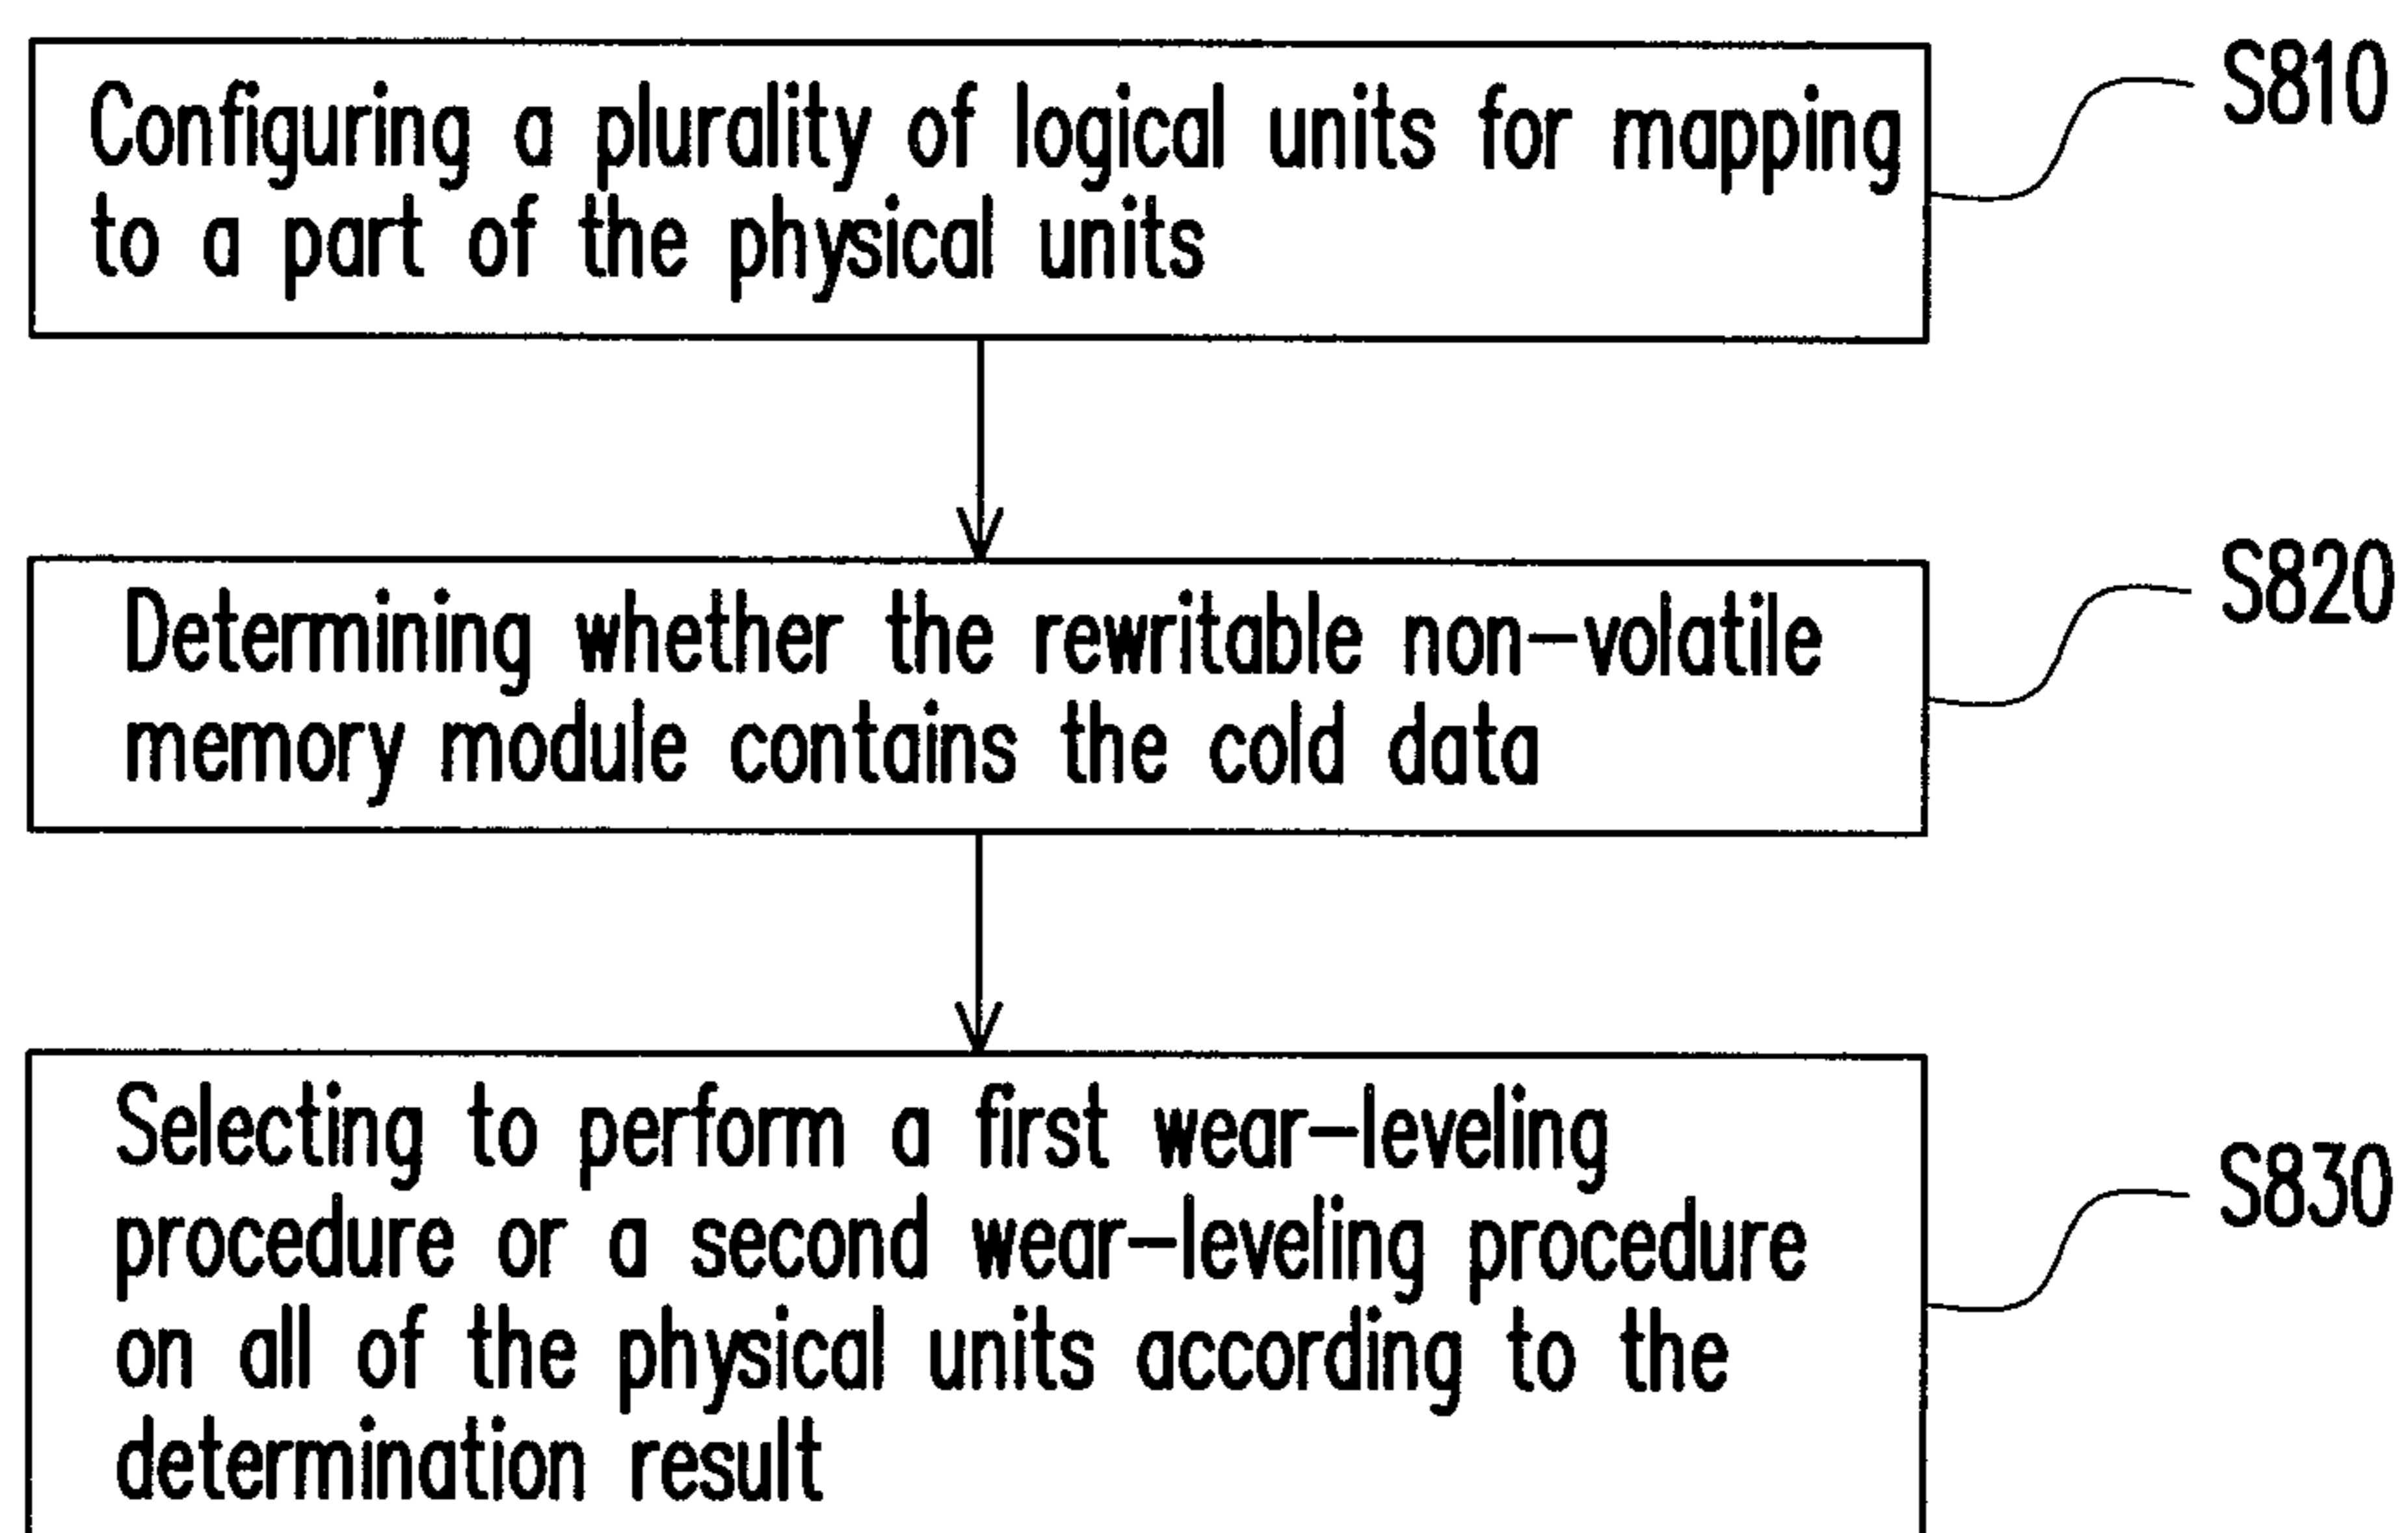 Configuring a plurality of logical units for mapping
to a part of the physical units
S810
Determining whether the rewritable non-volatile
memory module contains the cold data
S820
Selecting to perform a first wear-leveling
procedure or a second wear-leveling procedure
on all of the physical units according to the
determination result
S830